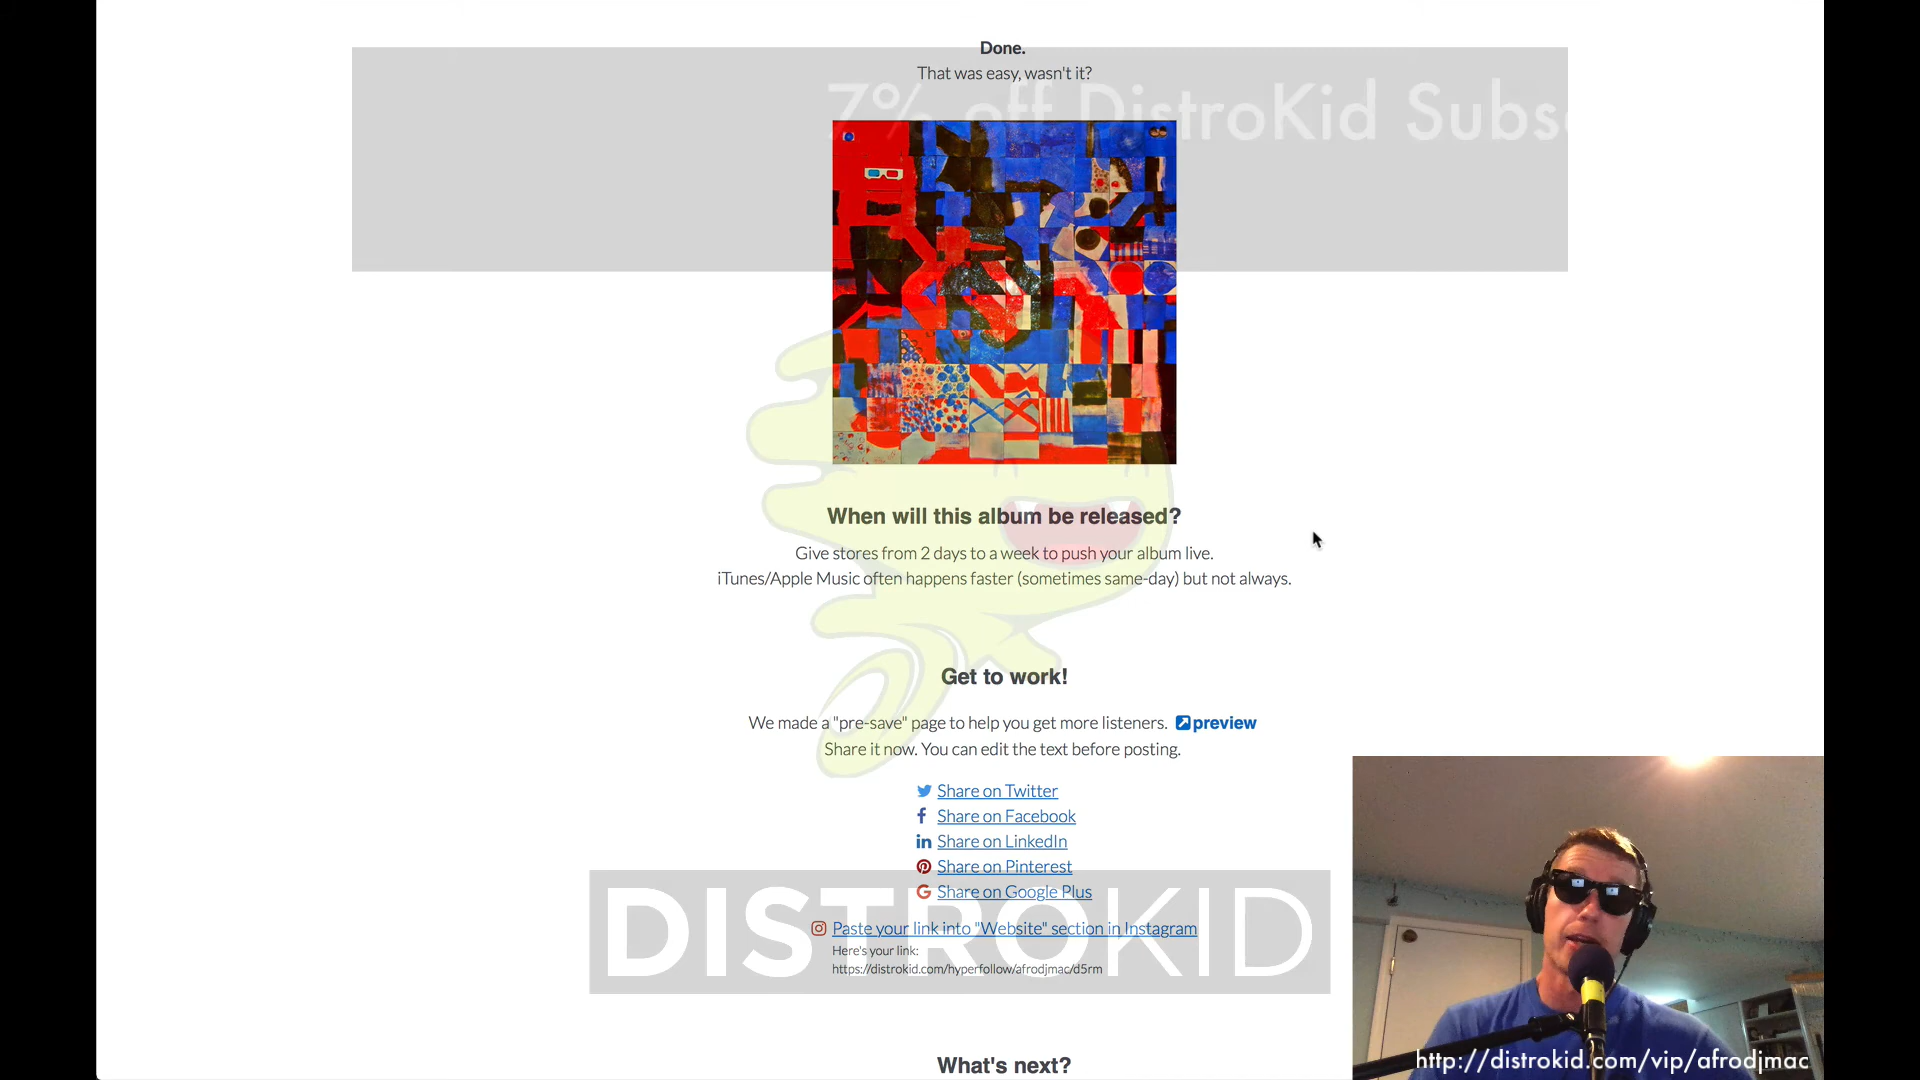 Done.
That was easy, wasn't it?
7% off DistroKid Subs
When will this album be released?
Give stores from 2 days to a week to push your album live.
iTunes/Apple Music often happens faster (sometimes same-day) but not always.
Get to work!
We made a "pre-save" page to help you get more listeners. preview
Share it now. You can edit the text before posting.
Share on Twitter
Share on Facebook
Share on LinkedIn
Share on Pinterest
Share on Google Plus
DISTROKID
Paste your link into "Website" section in Instagram
Here's your link:
https://distrokid.com/hyperfollow/afrodjmac/d5rm
What's next?
http://distrokid.com/vip/afrodjmac